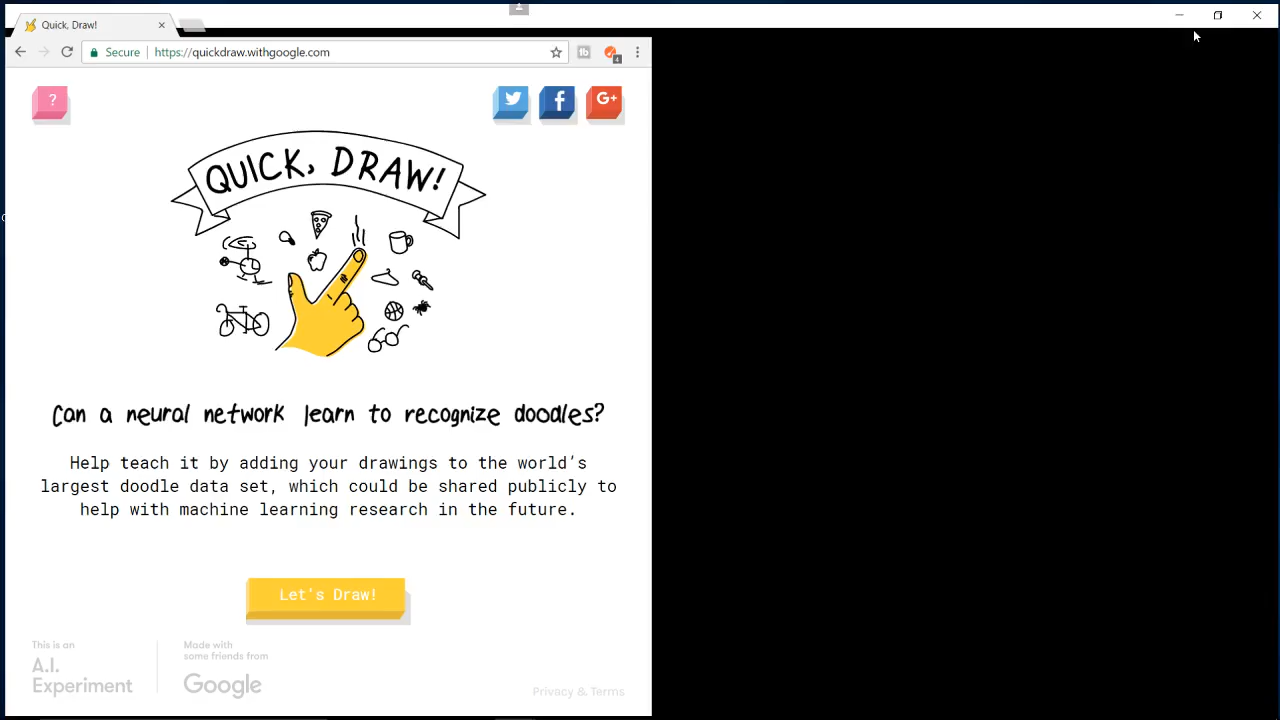 Quick, Draw!
Secure
https://quickdraw.withgoogle.com
4
?
G+
QUICK, DRAW!
Can a neural network learn to recognize doodles?
Help teach it by adding your drawings to the world's
largest doodle data set, which could be shared publicly to
help with machine learning research in the future.
Let's Draw!
This is an
A.I.
Experiment
Made with
some friends from
Google
Privacy & Terms